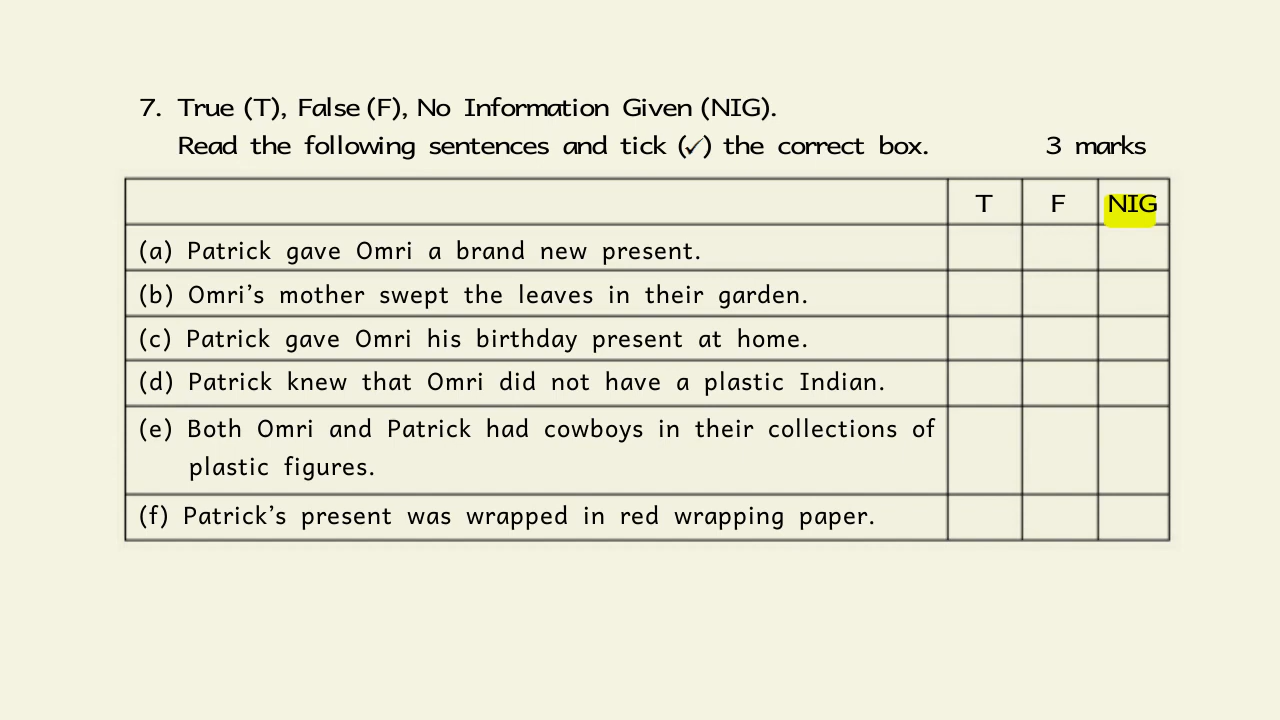 7. True (T), False (F), No Information Given (NIG).
Read the following sentences and tick (✓) the correct box. 3 marks
T F NIG
(a) Patrick gave Omri a brand new present.
(b) Omri's mother swept the leaves in their garden.
(c) Patrick gave Omri his birthday present at home.
(d) Patrick knew that Omri did not have a plastic Indian.
(e) Both Omri and Patrick had cowboys in their collections of
plastic figures.
(f) Patrick's present was wrapped in red wrapping paper.